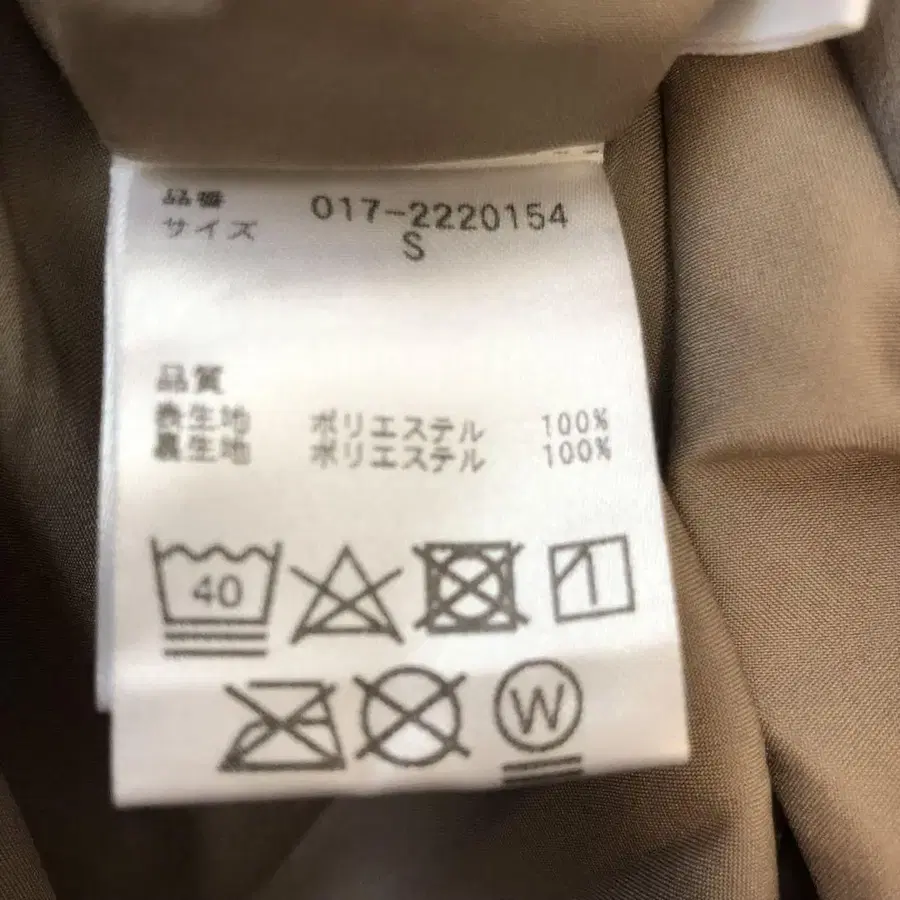 品番 017-2220154
サイズ S
品質
表生地 ポリエステル 100%
裏生地 ポリエステル 100%
40
W